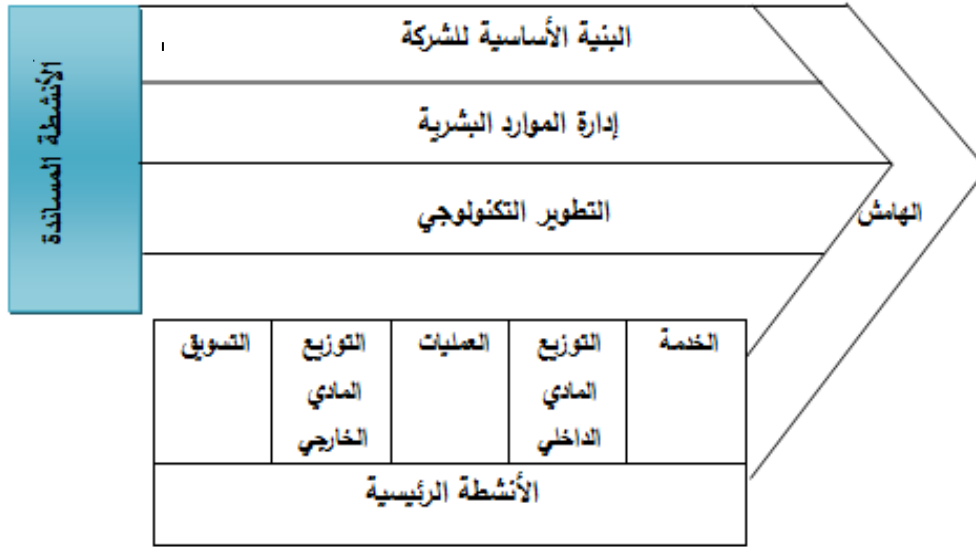 البنية الأساسية للشركة
الأنشطة المساندة
إدارة الموارد البشرية
التطوير التكنولوجي
الهامش
الخدمة
التوزيع
المادي
الداخلي
العمليات
التوزيع
المادي
الخارجي
التسويق
الأنشطة الرئيسية